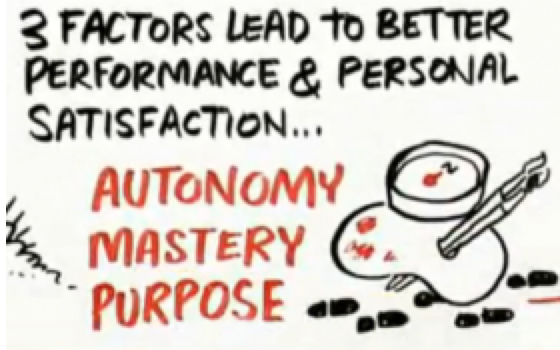 3 FACTORS LEAD TO BETTER
PERFORMANCE & PERSONAL
SATISFACTION...
AUTONOMY
MASTERY
PURPOSE